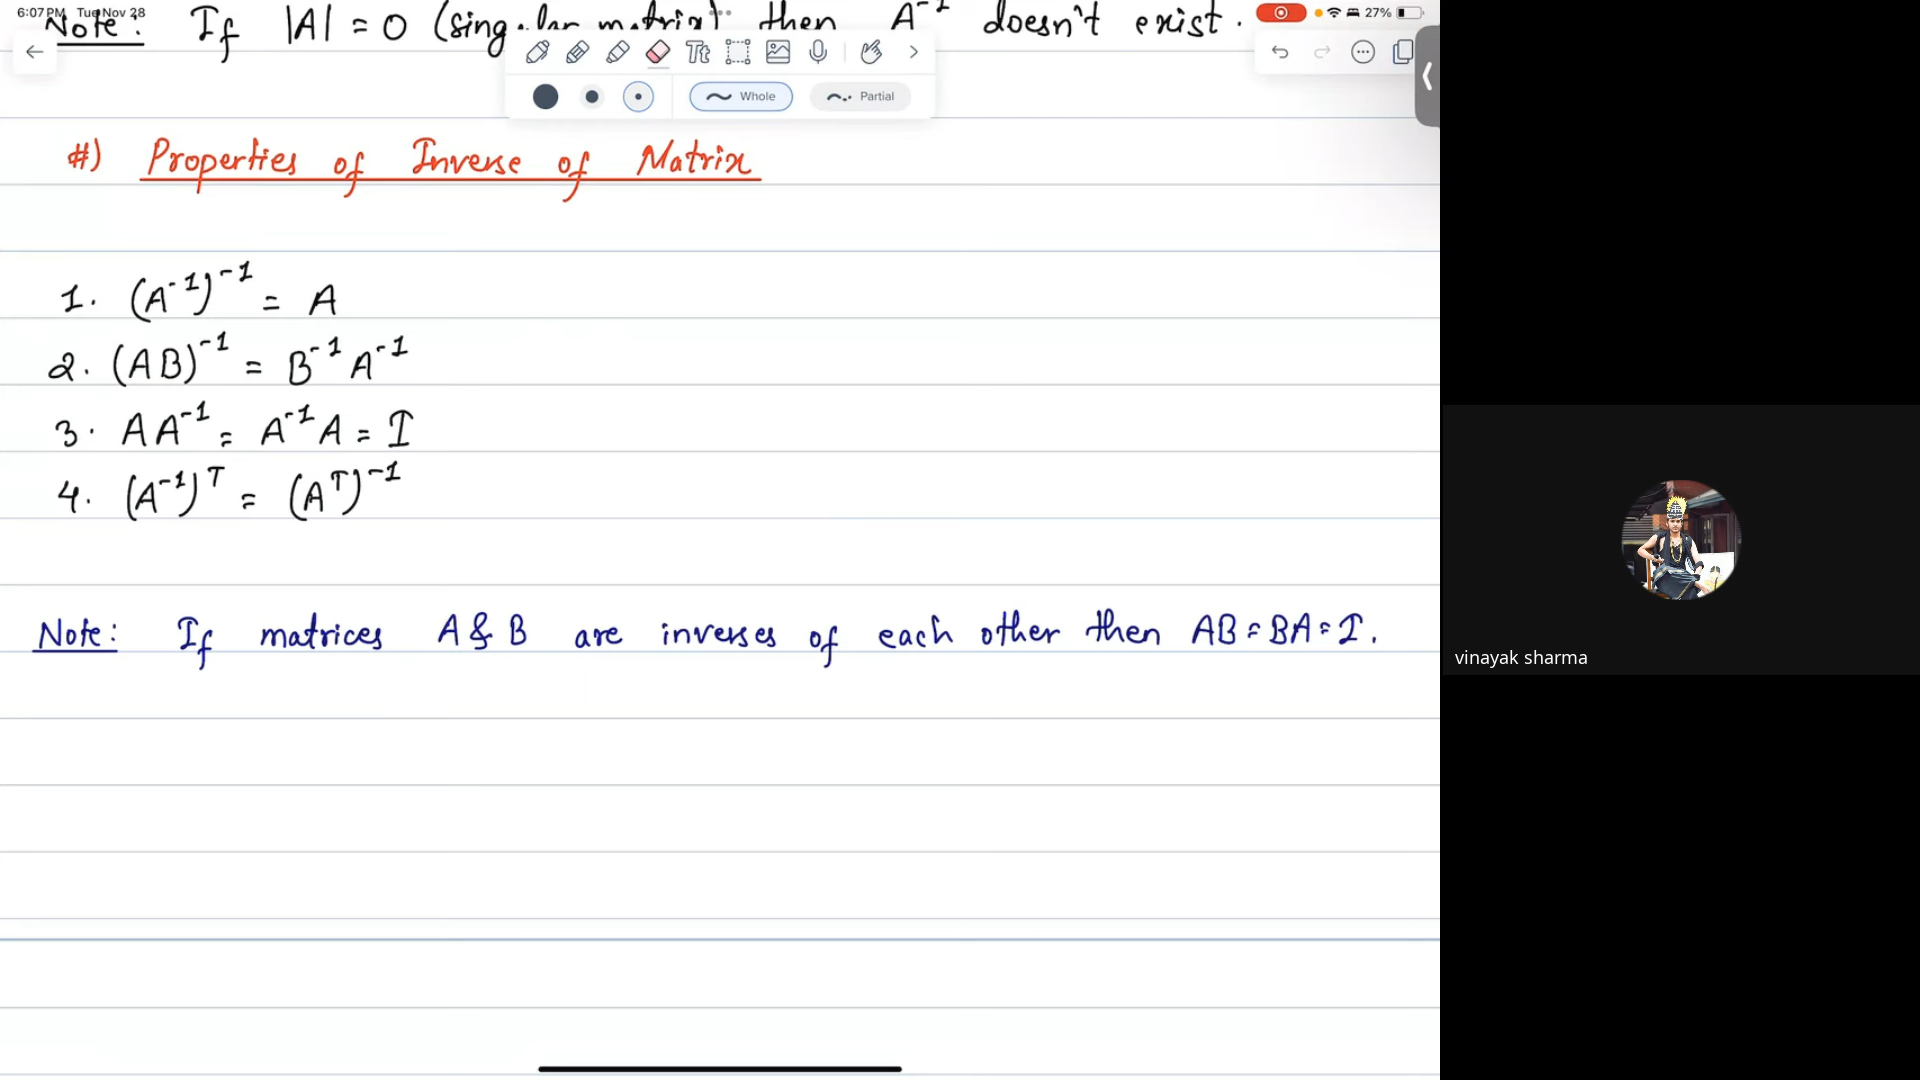 6:07 PM Tue Nov 28
27%
Note: If |A| = 0 (singular matrix) then A⁻¹ doesn't exist.
Whole
Partial
#) Properties of Inverse of Matrix
1. (A⁻¹)⁻¹ = A
2. (AB)⁻¹ = B⁻¹ A⁻¹
3. AA⁻¹ = A⁻¹A = I
4. (A⁻¹)ᵀ = (Aᵀ)⁻¹
Note: If matrices A & B are inverses of each other then AB = BA = I.
vinayak sharma